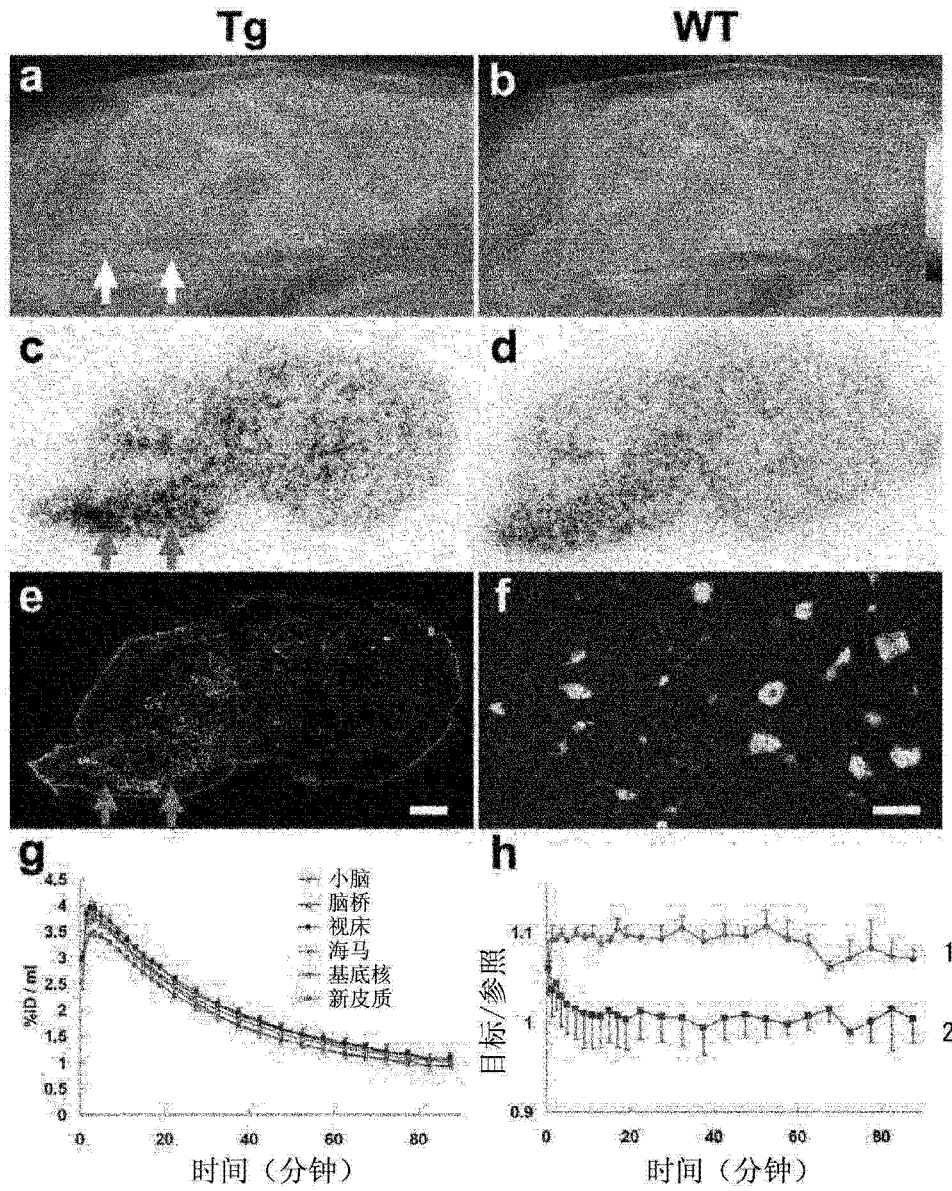 Tg WT
a b
c d
e f
g h
4.5
4
3.5
3
2.5
2
1.5
1
0.5
0
%ID / ml
小脑
脑桥
视床
海马
基底核
新皮质
0 20 40 60 80
时间（分钟）
目标/参照
1.1
1
0.9
1
2
0 20 40 60 80
时间（分钟）